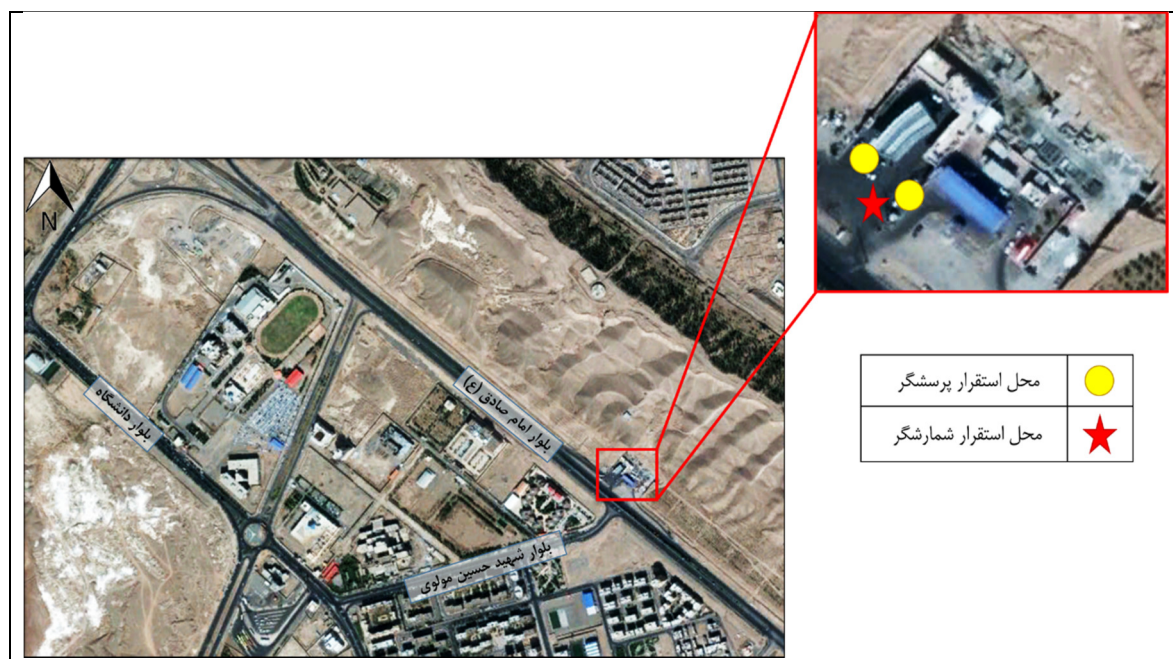 N
بلوار دانشگاه
بلوار امام صادق (ع)
بلوار شهید حسین مولوی
محل استقرار پرسشگر
محل استقرار شمارشگر